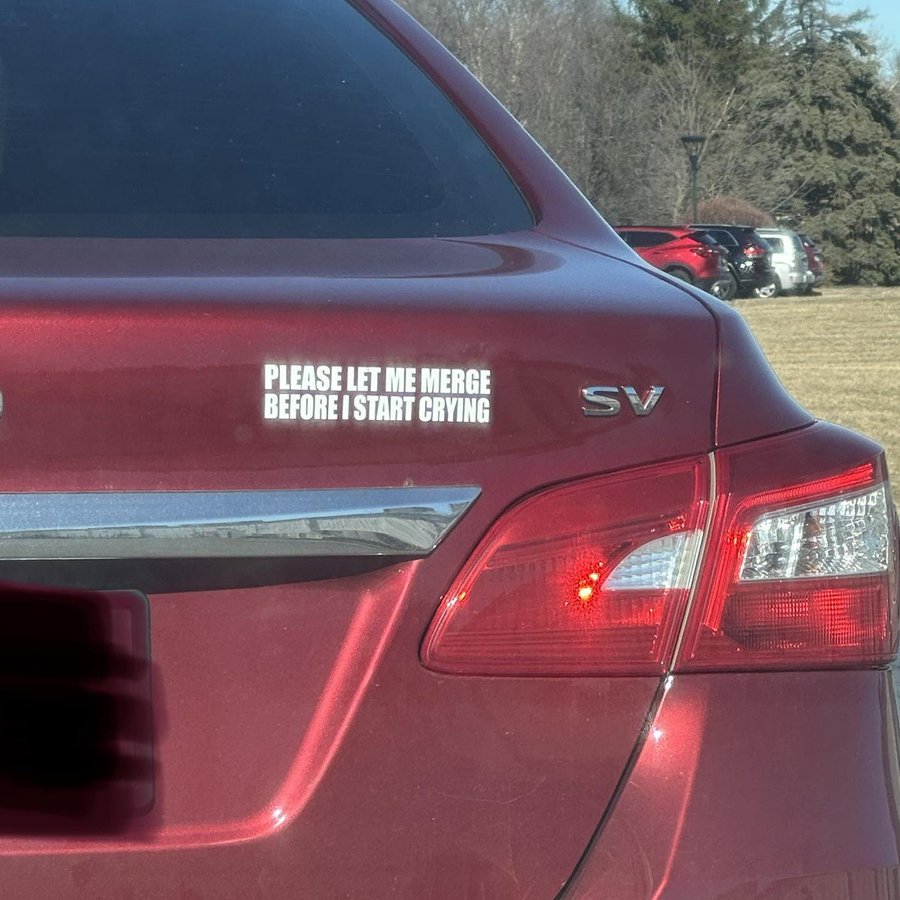 PLEASE LET ME MERGE
BEFORE I START CRYING
SV